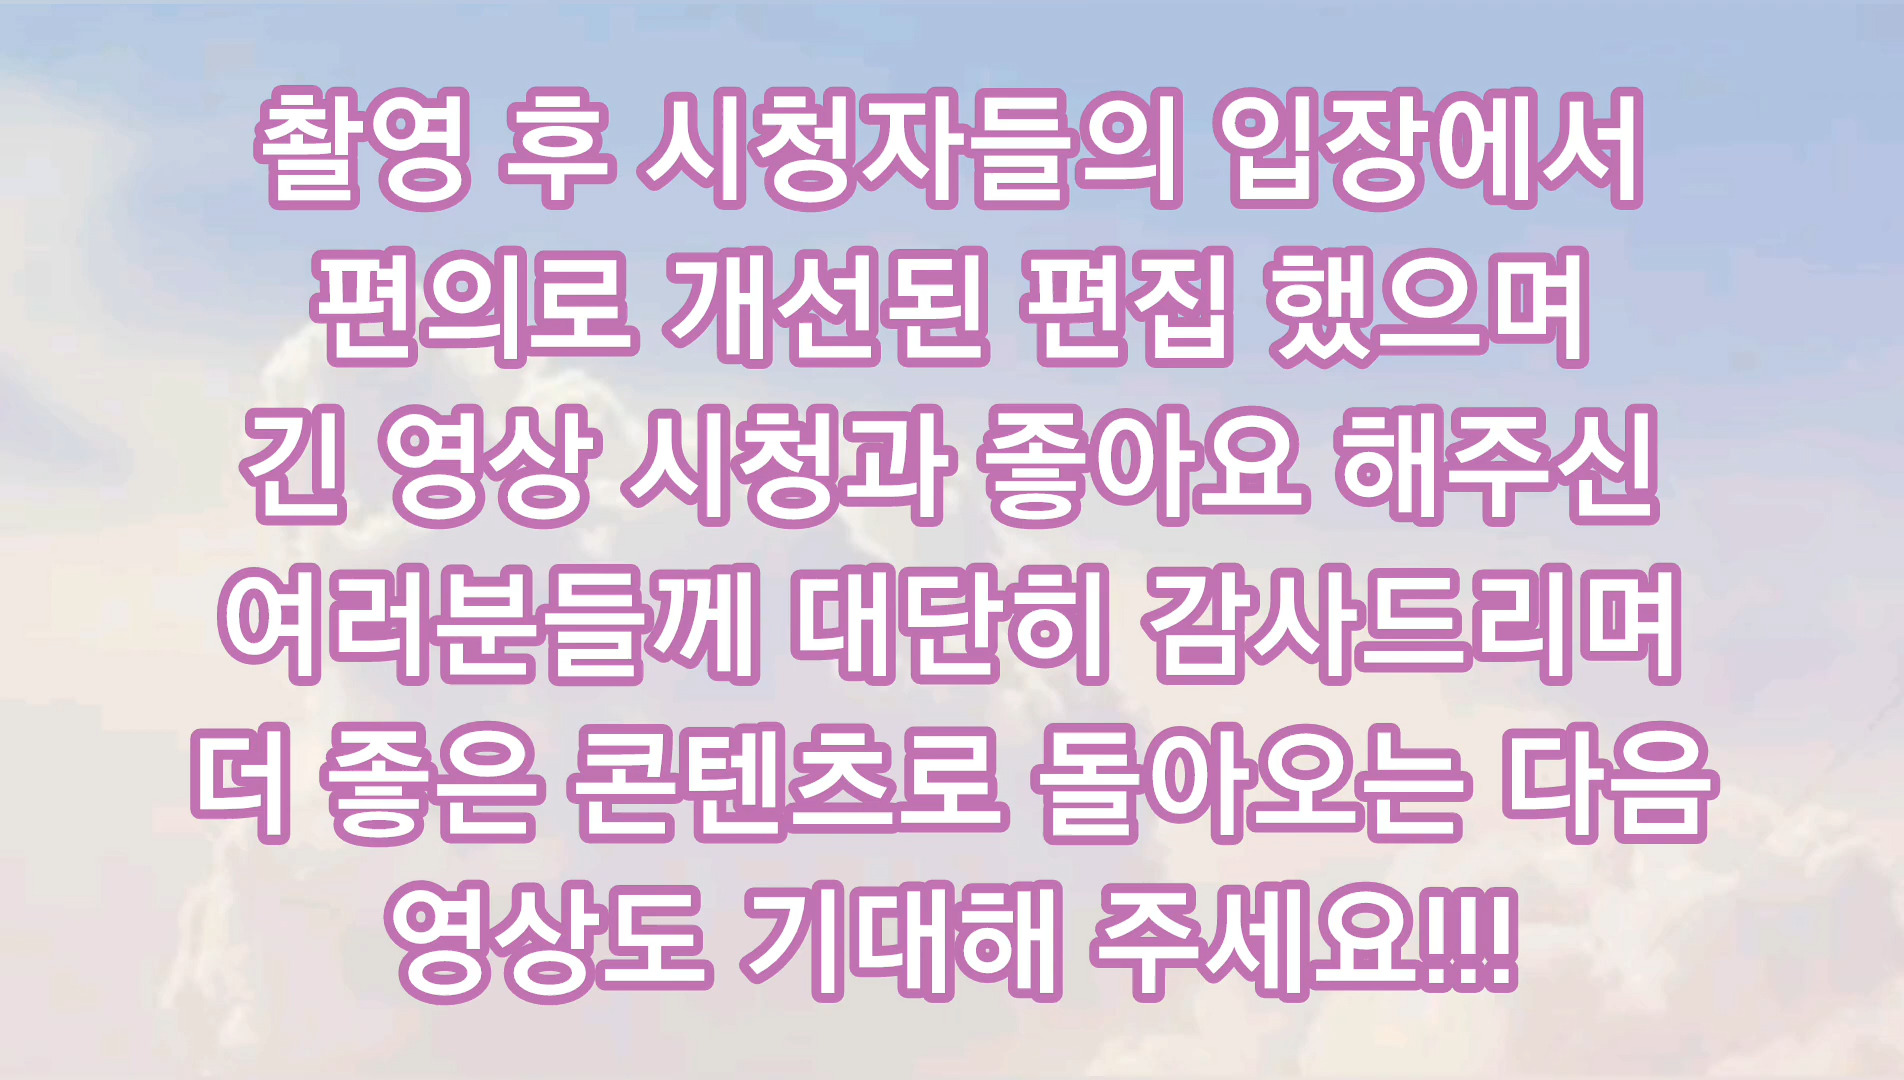 촬영 후 시청자들의 입장에서
편의로 개선된 편집 했으며
긴 영상 시청과 좋아요 해주신
여러분들께 대단히 감사드리며
더 좋은 콘텐츠로 돌아오는 다음
영상도 기대해 주세요!!!